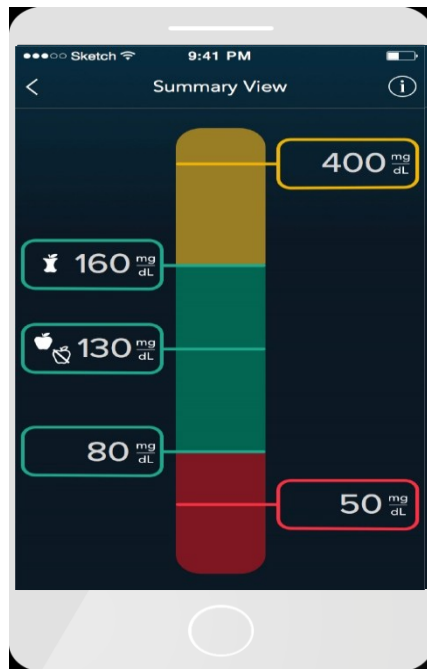 Sketch 9:41 PM
Summary View
i
400 mg/dL
160 mg/dL
130 mg/dL
80 mg/dL
50 mg/dL